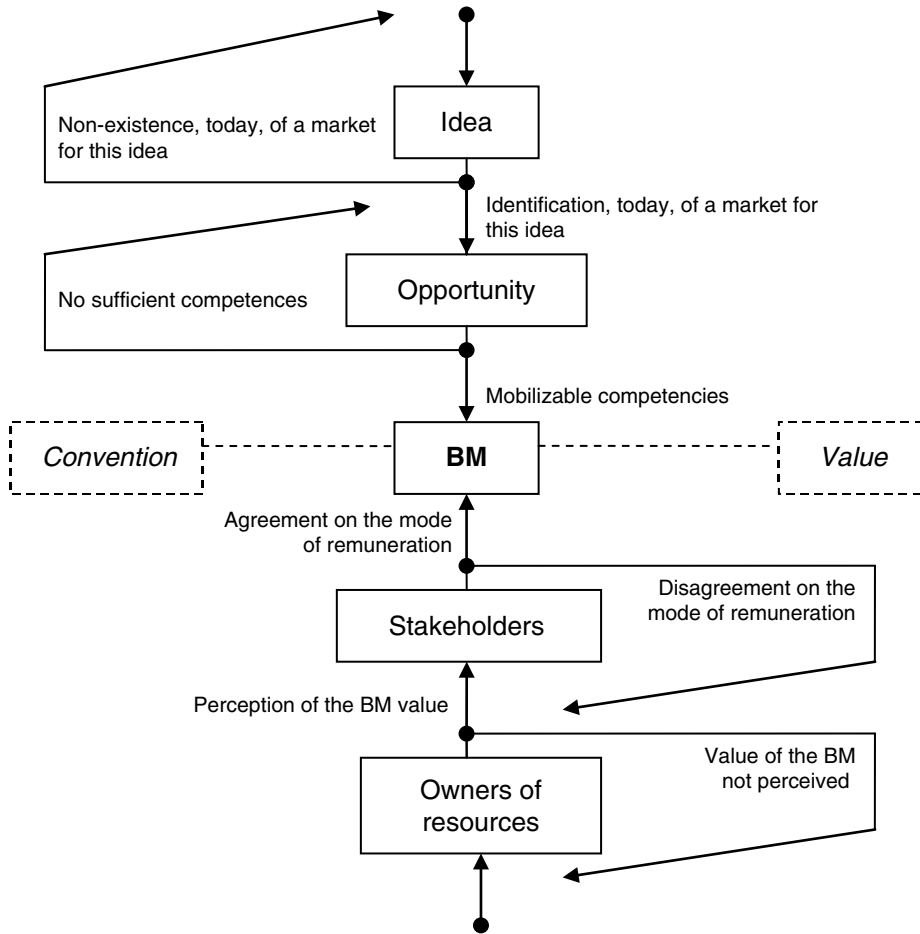 Idea
Non-existence, today, of a market
for this idea
Identification, today, of a market for
this idea
Opportunity
No sufficient competences
Mobilizable competencies
Convention
BM
Value
Agreement on the mode
of remuneration
Disagreement on the
mode of remuneration
Stakeholders
Perception of the BM value
Value of the BM
not perceived
Owners of
resources